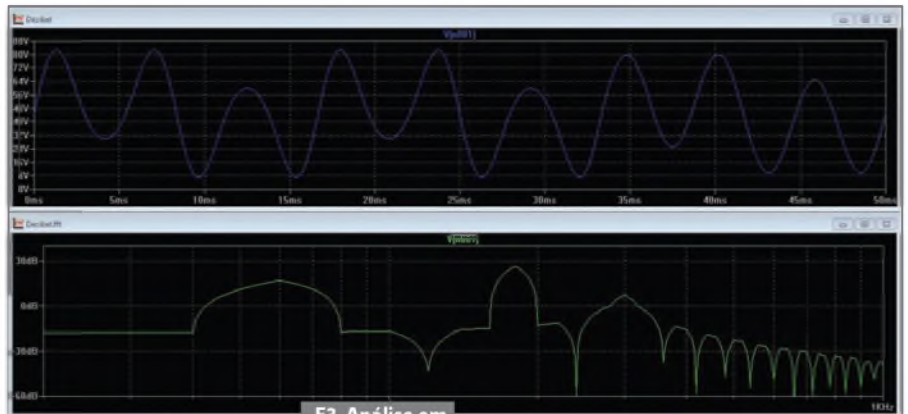 Decibel
V(n001)
88V
80V
72V
64V
56V
48V
40V
32V
16V
8V
0V
0ms 5ms 10ms 15ms 20ms 25ms 30ms 35ms 40ms 45ms 50ms
Decibel.fft
V(n001)
30dB
0dB
-30dB
-60dB
1KHz
F3. Análise em